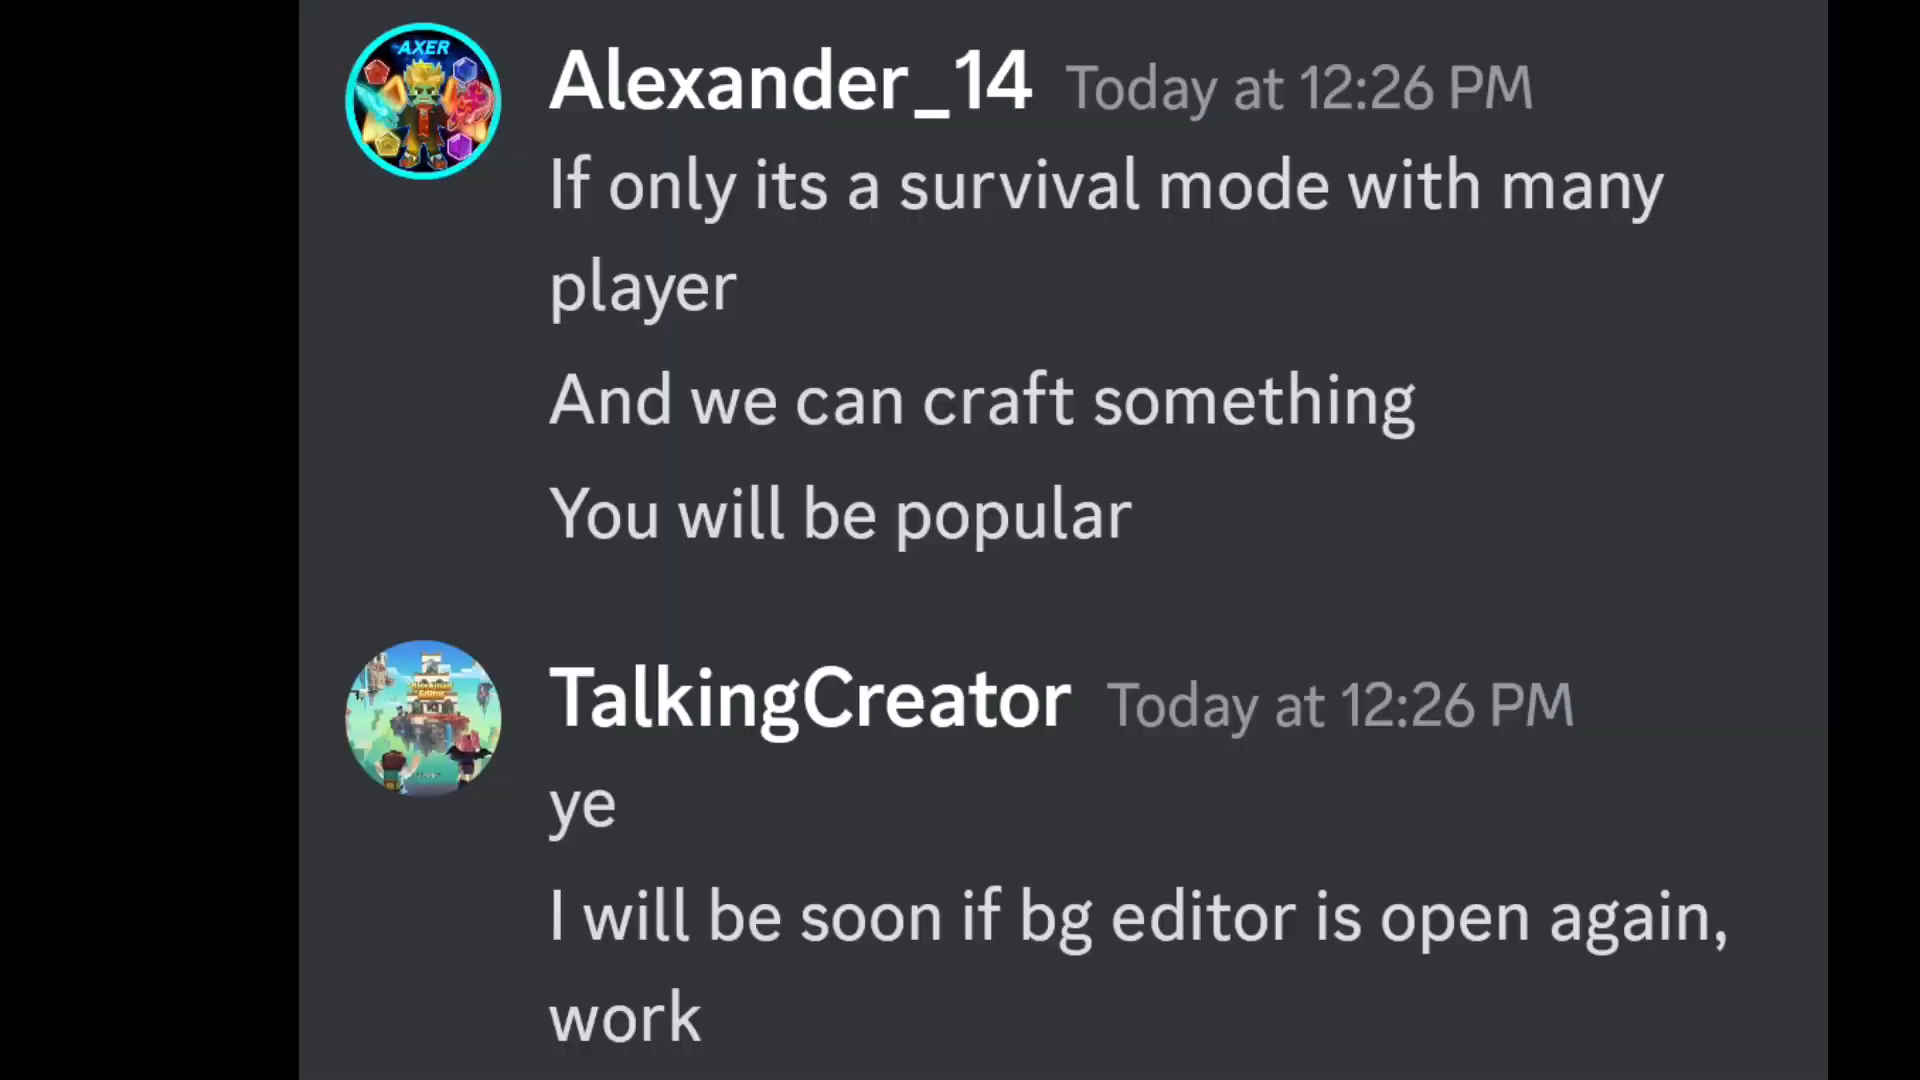 AXER
Alexander_14 Today at 12:26 PM
If only its a survival mode with many
player
And we can craft something
You will be popular
TalkingCreator Today at 12:26 PM
ye
I will be soon if bg editor is open again,
work